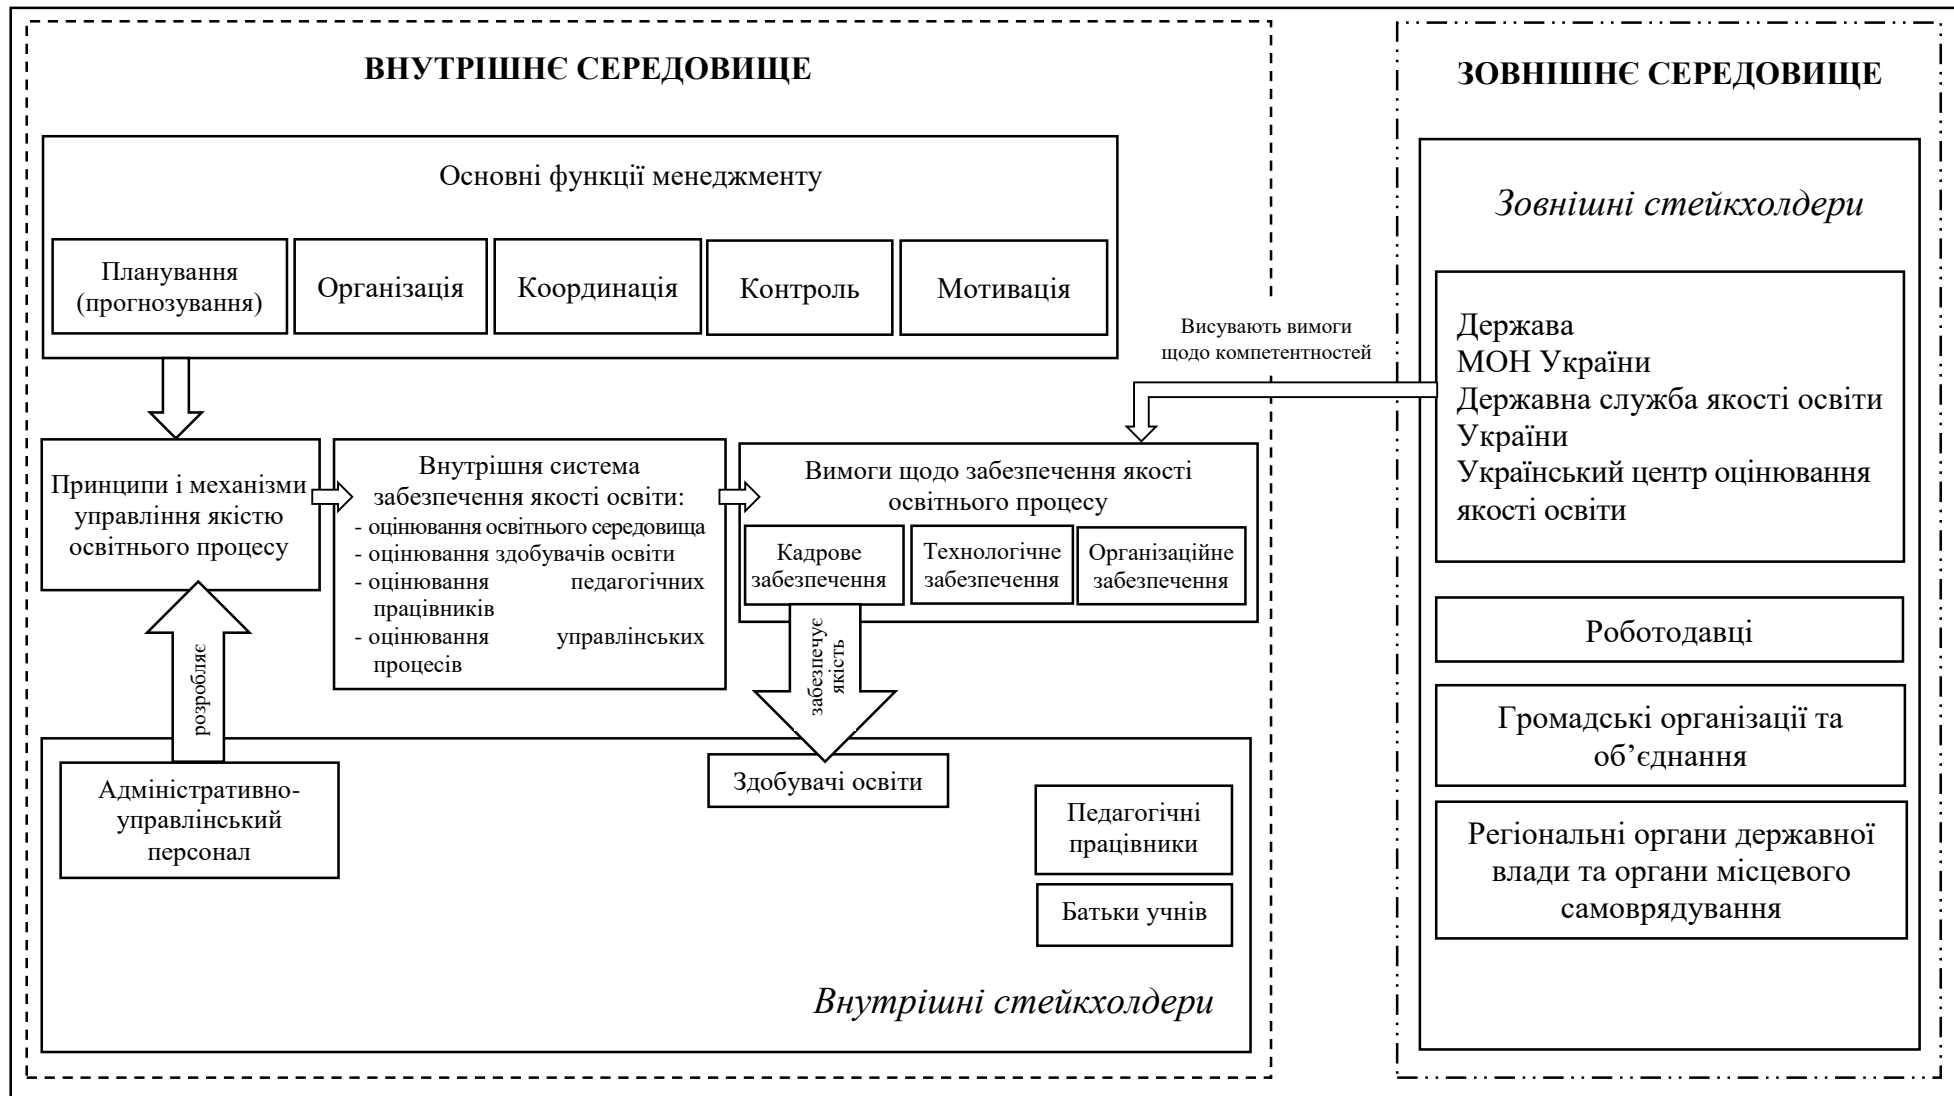 ВНУТРІШНЄ СЕРЕДОВИЩЕ
Основні функції менеджменту
Планування
(прогнозування)
Організація
Координація
Контроль
Мотивація
Принципи і механізми
управління якістю
освітнього процесу
Внутрішня система
забезпечення якості освіти:
- оцінювання освітнього середовища
- оцінювання здобувачів освіти
- оцінювання педагогічних
працівників
- оцінювання управлінських
процесів
Вимоги щодо забезпечення якості
освітнього процесу
Кадрове
забезпечення
Технологічне
забезпечення
Організаційне
забезпечення
розробляє
забезпечує
якість
Адміністративно-
управлінський
персонал
Здобувачі освіти
Педагогічні
працівники
Батьки учнів
Внутрішні стейкхолдери
Висувають вимоги
щодо компетентностей
ЗОВНІШНЄ СЕРЕДОВИЩЕ
Зовнішні стейкхолдери
Держава
МОН України
Державна служба якості освіти
України
Український центр оцінювання
якості освіти
Роботодавці
Громадські організації та
об’єднання
Регіональні органи державної
влади та органи місцевого
самоврядування